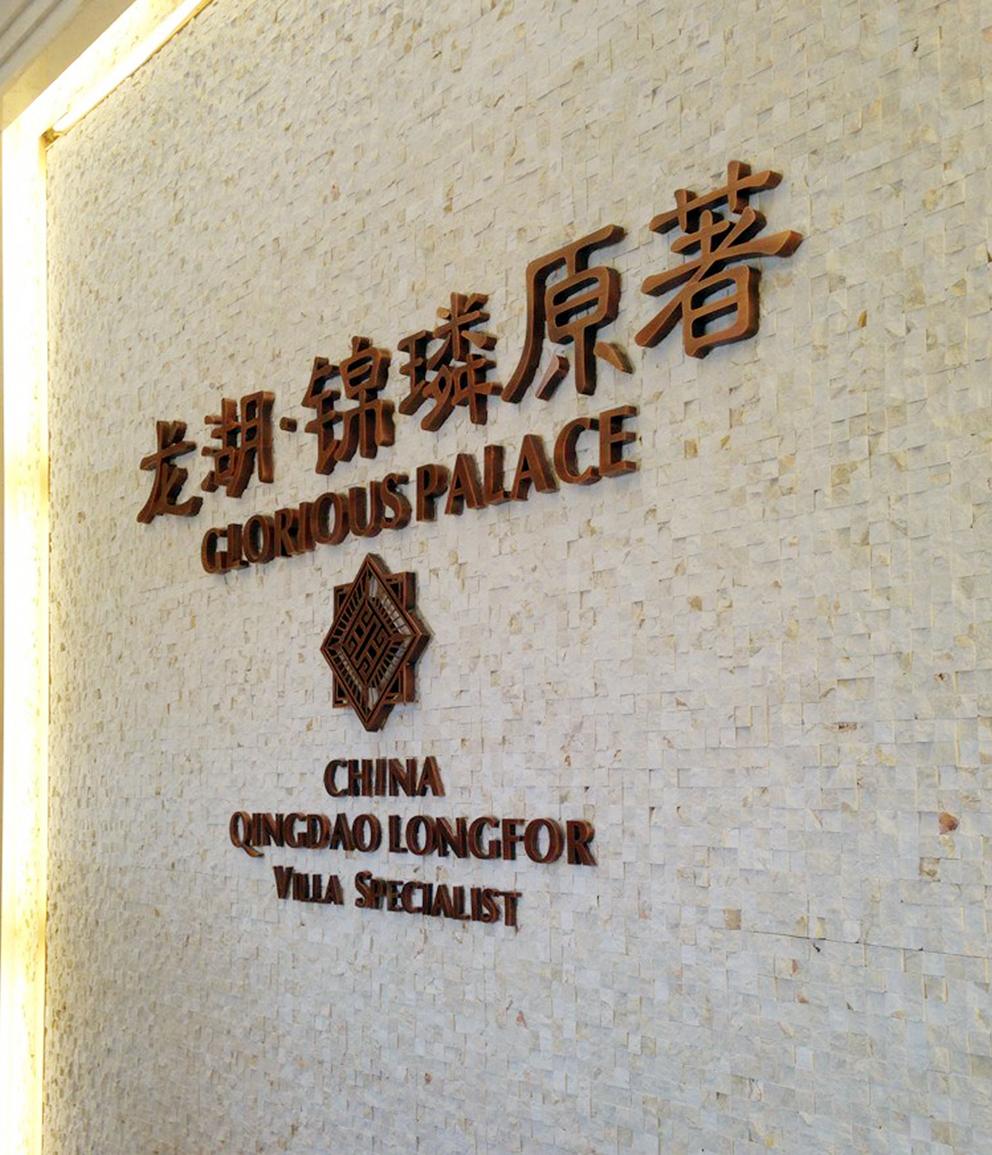 龙湖·锦璘原著
GLORIOUS PALACE
CHINA
QINGDAO LONGFOR
VILLA SPECIALIST